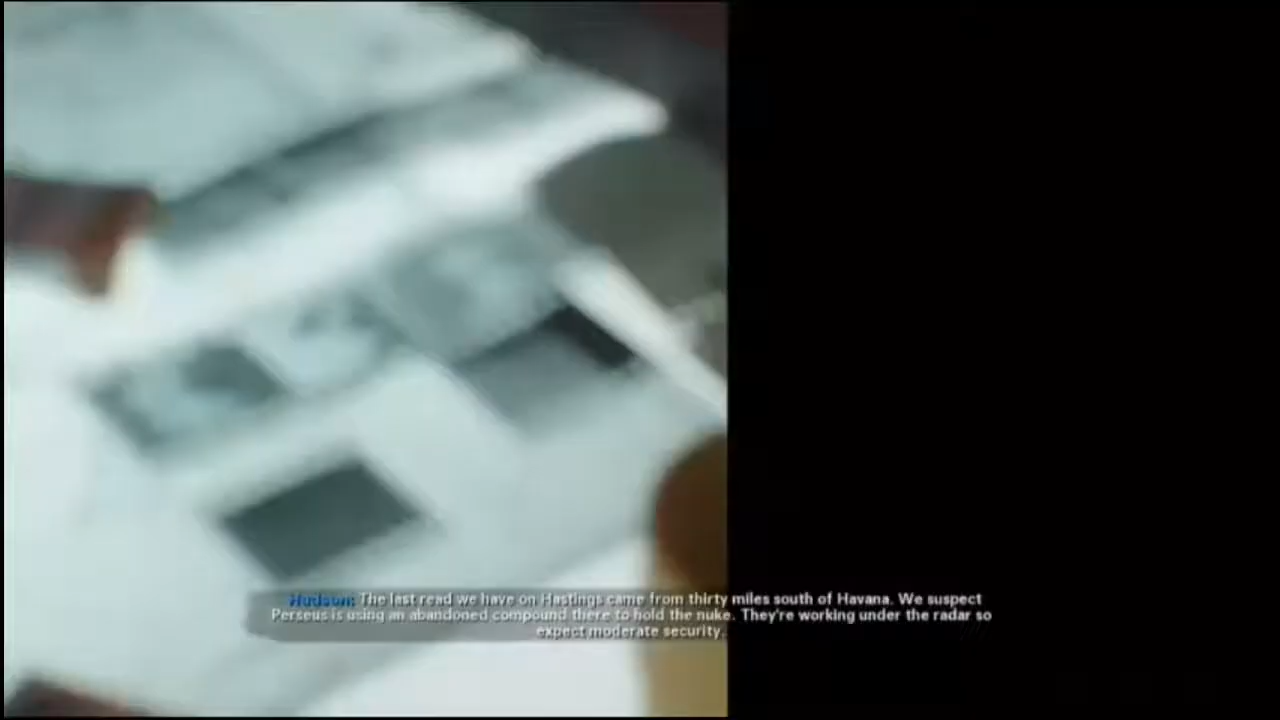 Hudson: The last read we have on Hastings came from thirty miles south of Havana. We suspect
Perseus is using an abandoned compound there to hold the nuke. They're working under the radar so
expect moderate security.